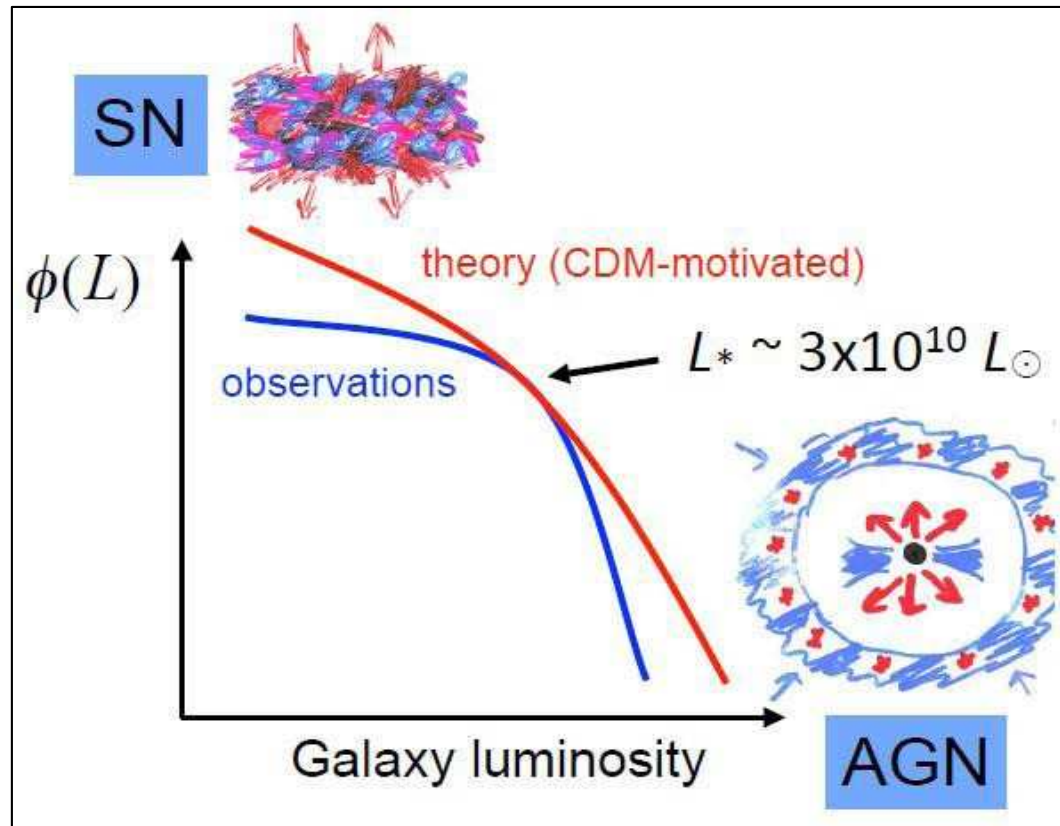 SN
ϕ(L)
theory (CDM-motivated)
observations
L* ~ 3x10¹⁰ L☉
Galaxy luminosity
AGN